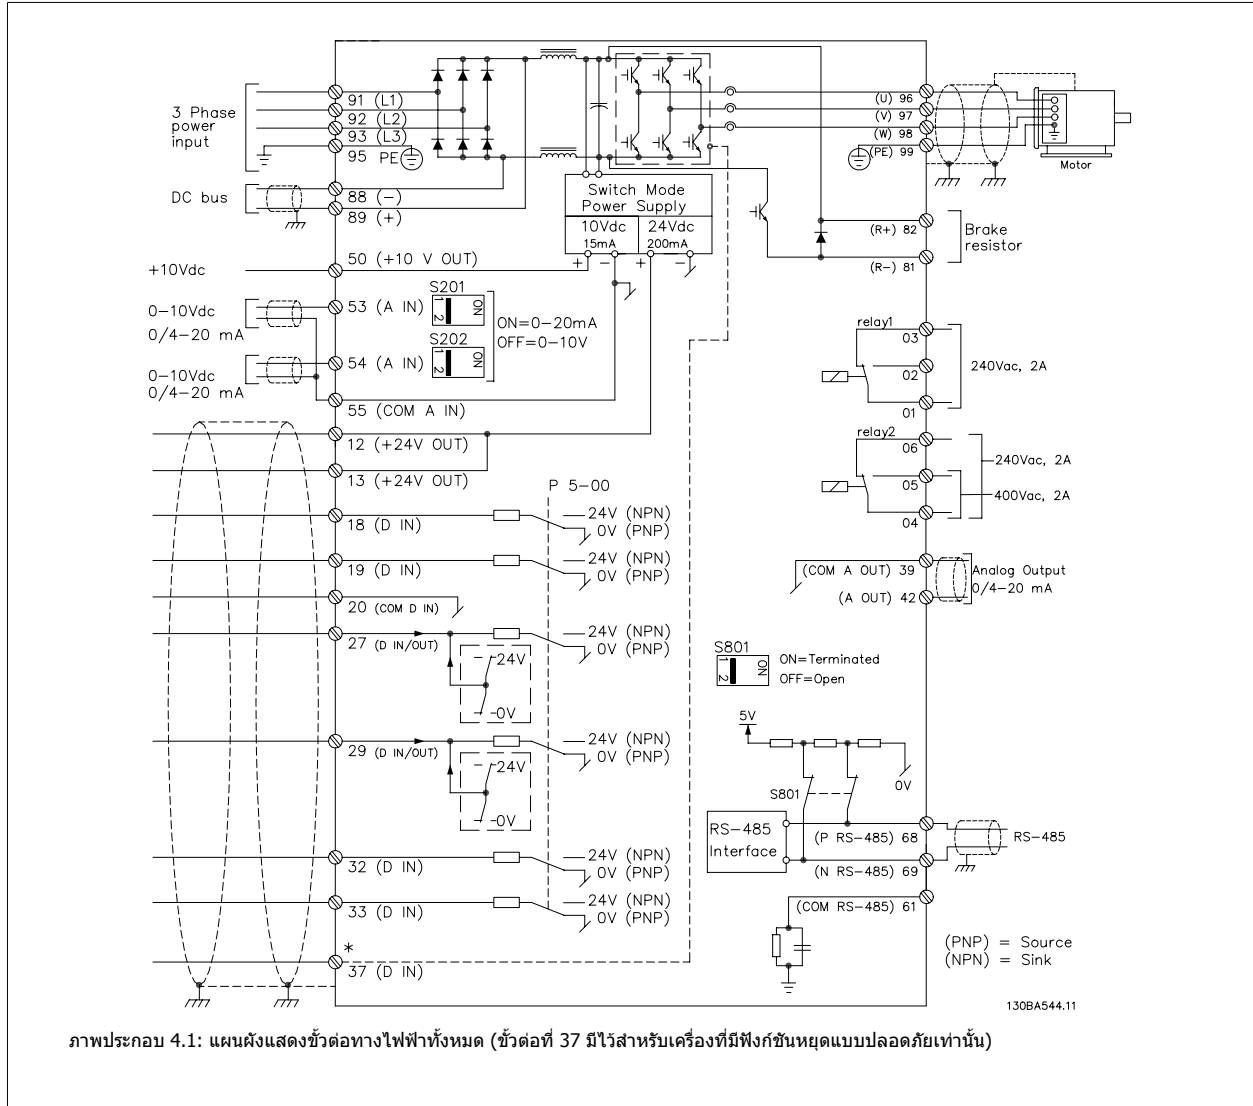 3 Phase
power
input
91 (L1)
92 (L2)
93 (L3)
95 PE
DC bus
88 (-)
89 (+)
+10Vdc
50 (+10 V OUT)
0-10Vdc
0/4-20 mA
53 (A IN)
S201
1 2 ON
ON=0-20mA
OFF=0-10V
S202
1 2 ON
0-10Vdc
0/4-20 mA
54 (A IN)
55 (COM A IN)
12 (+24V OUT)
13 (+24V OUT)
P 5-00
18 (D IN)
24V (NPN)
0V (PNP)
19 (D IN)
24V (NPN)
0V (PNP)
20 (COM D IN)
27 (D IN/OUT)
24V (NPN)
0V (PNP)
24V
0V
29 (D IN/OUT)
24V (NPN)
0V (PNP)
24V
0V
32 (D IN)
24V (NPN)
0V (PNP)
33 (D IN)
24V (NPN)
0V (PNP)
*
37 (D IN)
Switch Mode
Power Supply
10Vdc
15mA
24Vdc
200mA
+ - + -
(U) 96
(V) 97
(W) 98
(PE) 99
Motor
(R+) 82
(R-) 81
Brake
resistor
relay1
03
02
01
240Vac, 2A
relay2
06
05
04
240Vac, 2A
400Vac, 2A
(COM A OUT) 39
(A OUT) 42
Analog Output
0/4-20 mA
S801
1 2 ON
ON=Terminated
OFF=Open
5V
0V
S801
RS-485
Interface
(P RS-485) 68
(N RS-485) 69
RS-485
(COM RS-485) 61
(PNP) = Source
(NPN) = Sink
130BA544.11
ภาพประกอบ 4.1: แผนผังแสดงขั้วต่อทางไฟฟ้าทั้งหมด (ขั้วต่อที่ 37 มีไว้สำหรับเครื่องที่มีฟังก์ชันหยุดแบบปลอดภัยเท่านั้น)